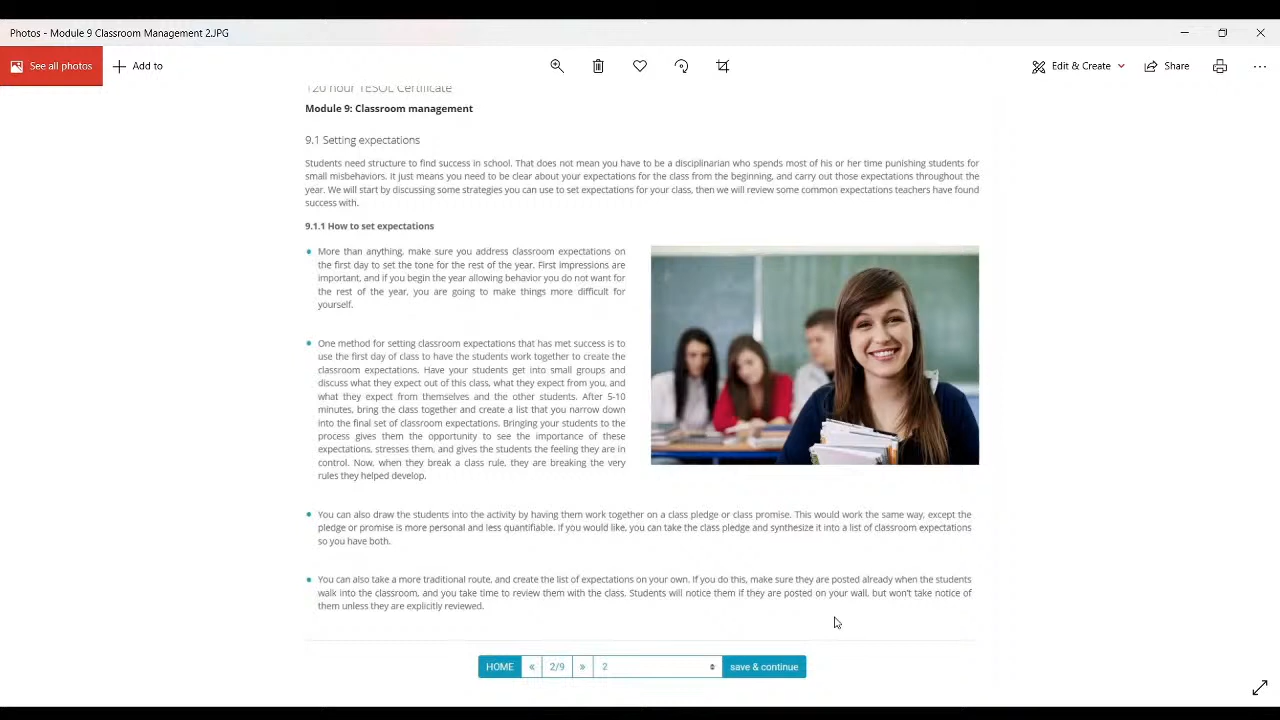 Photos - Module 9 Classroom Management 2.JPG
See all photos
Add to
Edit & Create
Share
120 hour TESOL Certificate
Module 9: Classroom management
9.1 Setting expectations
Students need structure to find success in school. That does not mean you have to be a disciplinarian who spends most of his or her time punishing students for
small misbehaviors. It just means you need to be clear about your expectations for the class from the beginning, and carry out those expectations throughout the
year. We will start by discussing some strategies you can use to set expectations for your class, then we will review some common expectations teachers have found
success with.
9.1.1 How to set expectations
More than anything, make sure you address classroom expectations on
the first day to set the tone for the rest of the year. First impressions are
important, and if you begin the year allowing behavior you do not want for
the rest of the year, you are going to make things more difficult for
yourself.
One method for setting classroom expectations that has met success is to
use the first day of class to have the students work together to create the
classroom expectations. Have your students get into small groups and
discuss what they expect out of this class, what they expect from you, and
what they expect from themselves and the other students. After 5-10
minutes, bring the class together and create a list that you narrow down
into the final set of classroom expectations. Bringing your students to the
process gives them the opportunity to see the importance of these
expectations, stresses them, and gives the students the feeling they are in
control. Now, when they break a class rule, they are breaking the very
rules they helped develop.
You can also draw the students into the activity by having them work together on a class pledge or class promise. This would work the same way, except the
pledge or promise is more personal and less quantifiable. If you would like, you can take the class pledge and synthesize it into a list of classroom expectations
so you have both.
You can also take a more traditional route, and create the list of expectations on your own. If you do this, make sure they are posted already when the students
walk into the classroom, and you take time to review them with the class. Students will notice them if they are posted on your wall, but won't take notice of
them unless they are explicitly reviewed.
HOME « 2/9 » 2 save & continue